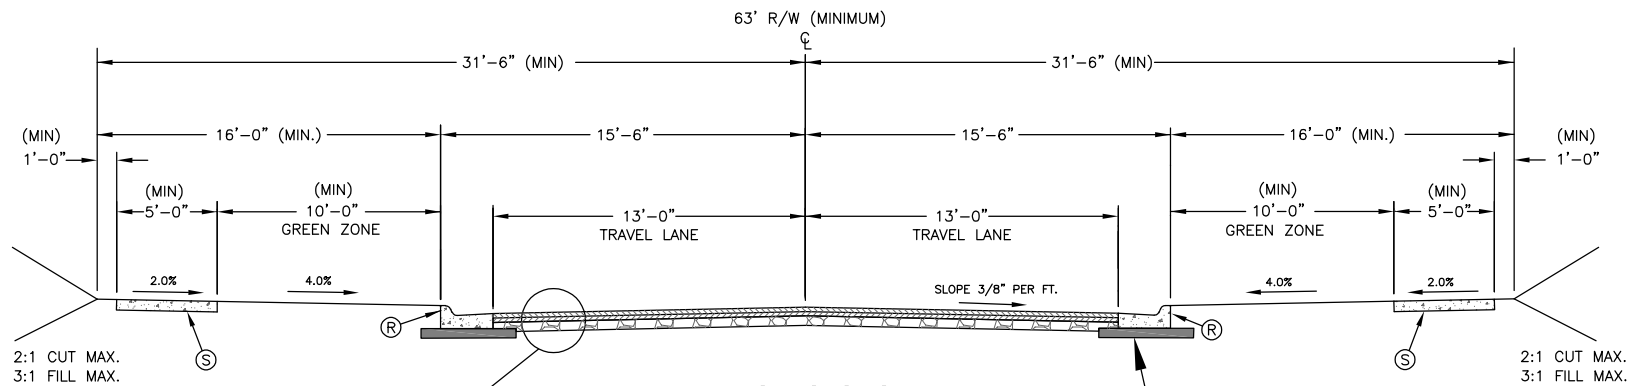 63' R/W (MINIMUM)
℄
31'-6" (MIN)
31'-6" (MIN)
(MIN)
1'-0"
16'-0" (MIN.)
15'-6"
15'-6"
16'-0" (MIN.)
(MIN)
1'-0"
(MIN)
5'-0"
(MIN)
10'-0"
GREEN ZONE
13'-0"
TRAVEL LANE
13'-0"
TRAVEL LANE
(MIN)
10'-0"
GREEN ZONE
(MIN)
5'-0"
2.0%
4.0%
SLOPE 3/8" PER FT.
4.0%
2.0%
R
R
S
S
2:1 CUT MAX.
3:1 FILL MAX.
2:1 CUT MAX.
3:1 FILL MAX.